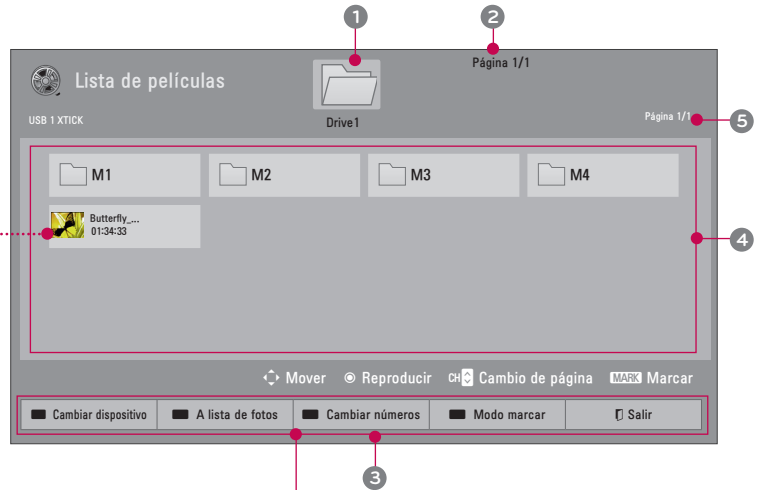 1
2
Página 1/1
Lista de películas
USB 1 XTICK
Drive1
Página 1/1
5
M1
M2
M3
M4
Butterfly_...
01:34:33
4
Mover
Reproducir
CH Cambio de página
MARK Marcar
Cambiar dispositivo
A lista de fotos
Cambiar números
Modo marcar
Salir
3